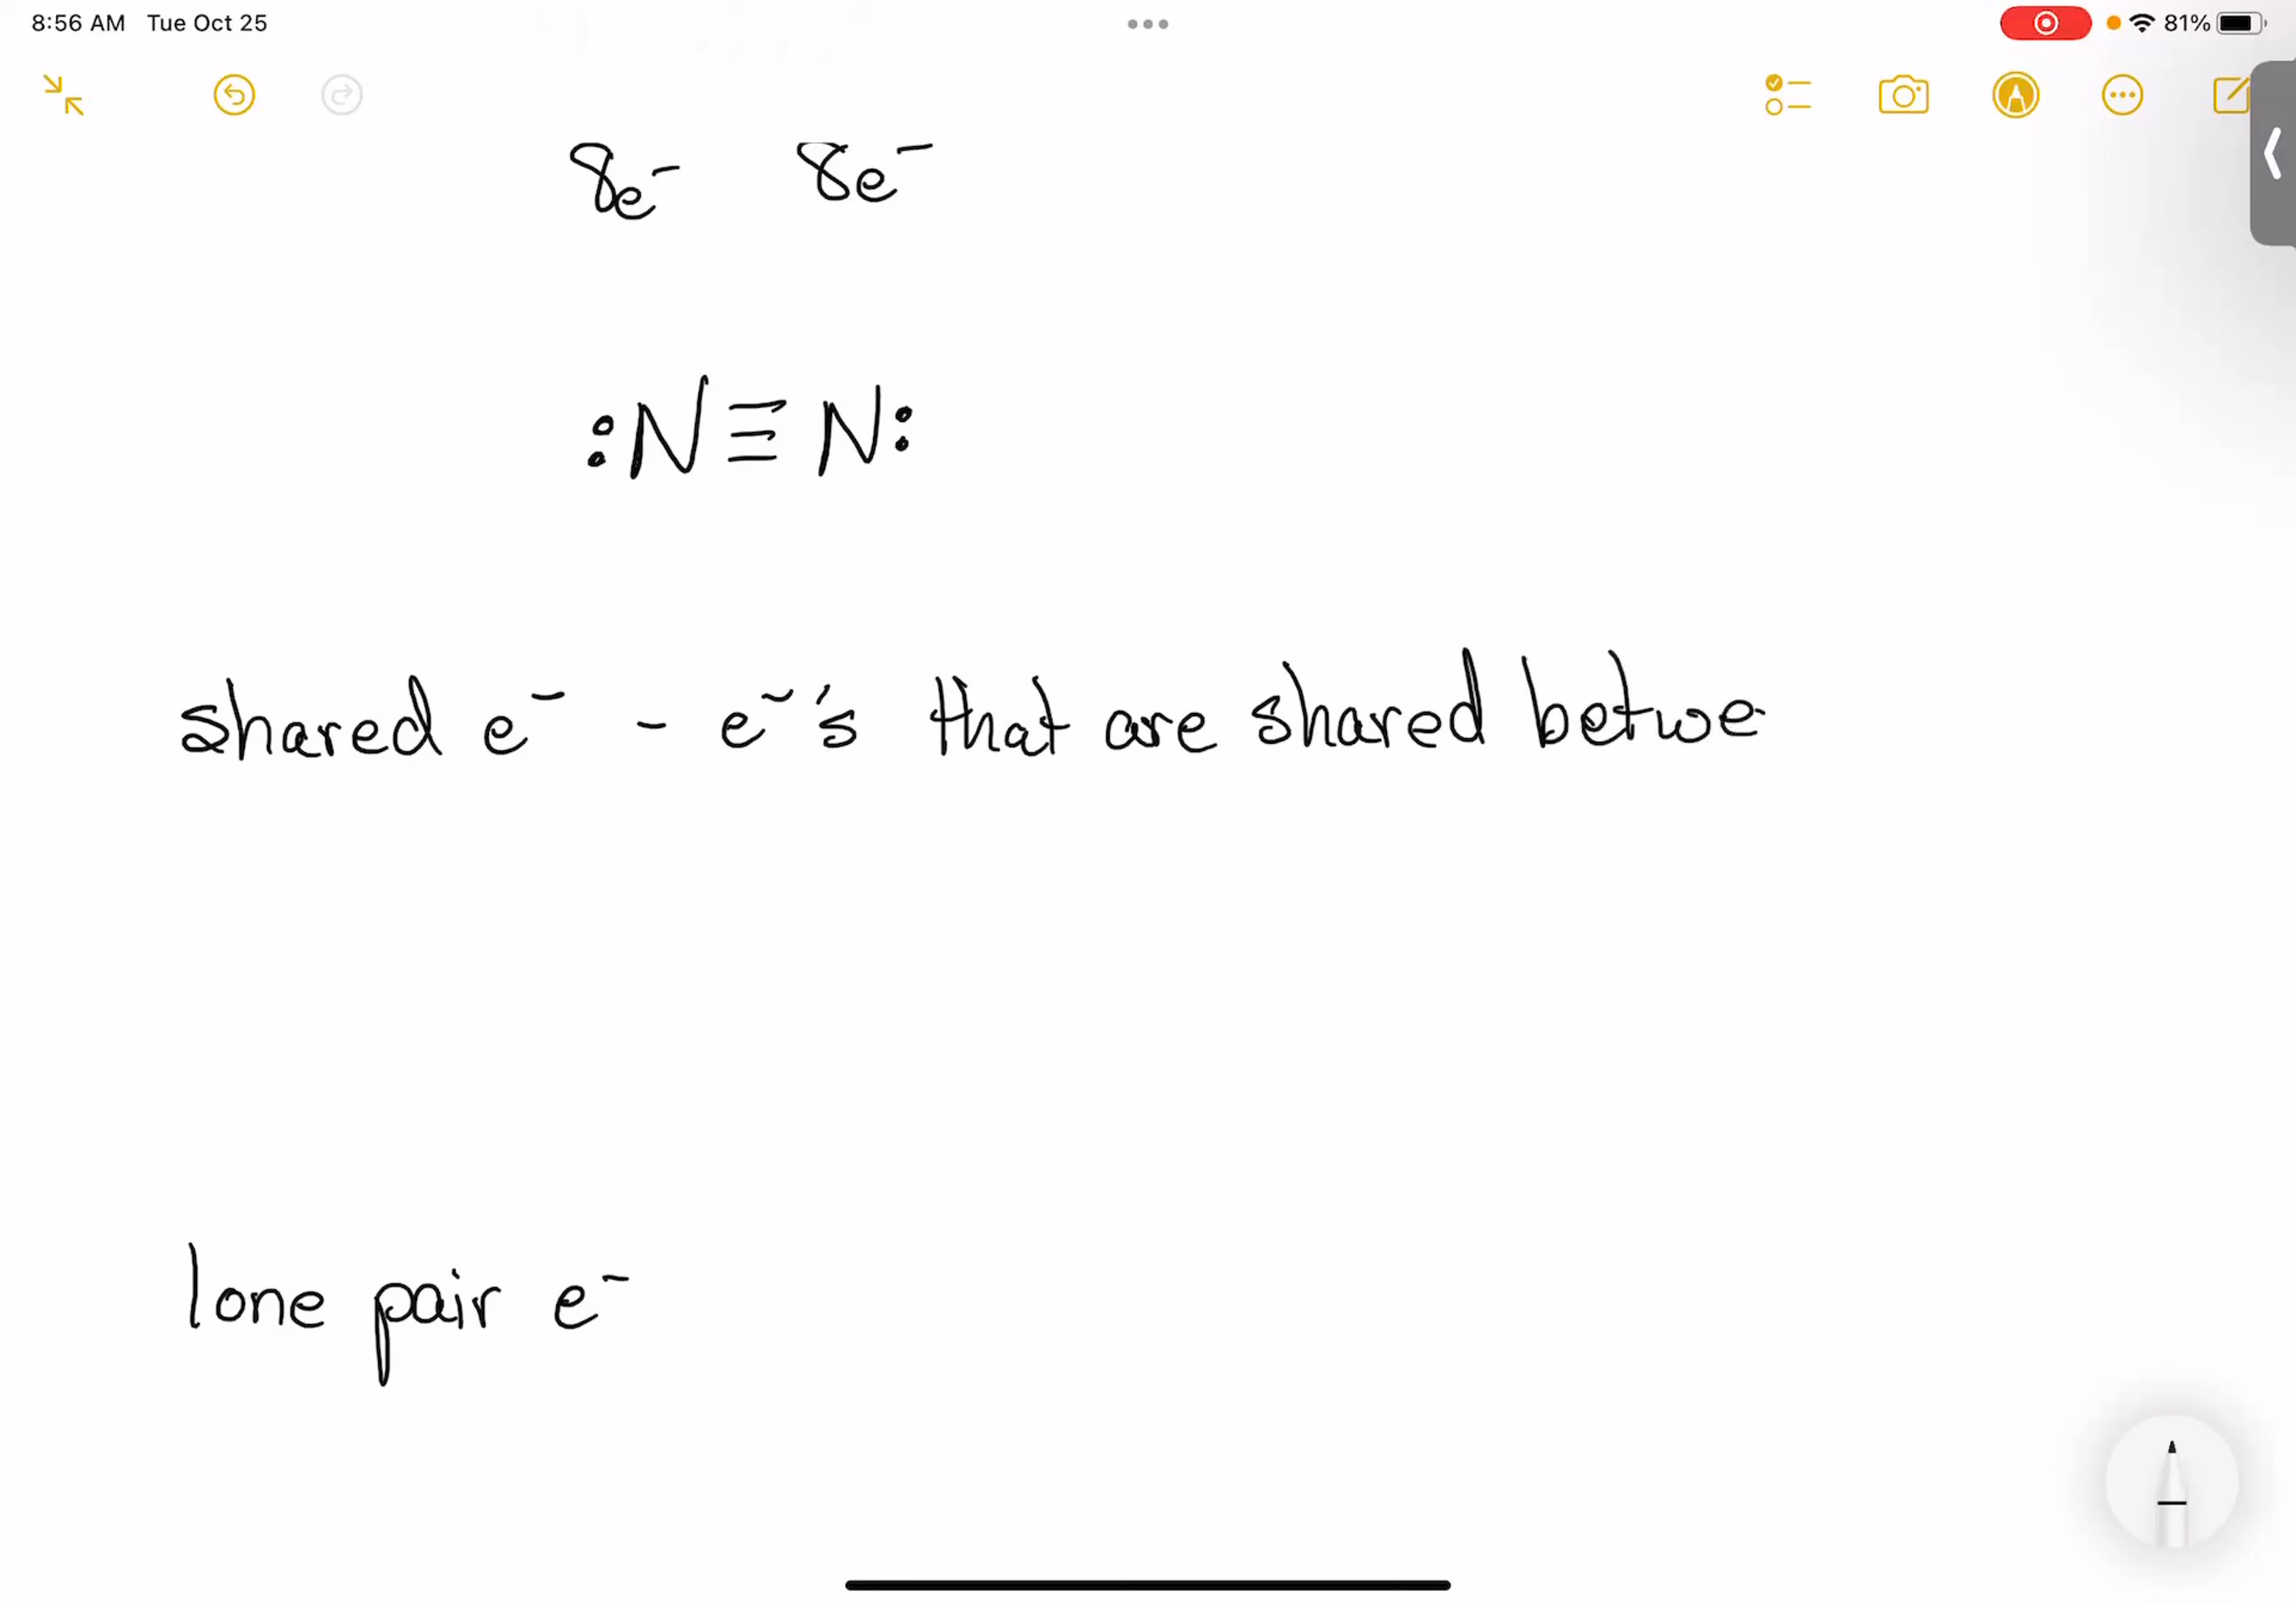 8:56 AM Tue Oct 25
81%
8e⁻ 8e⁻
:N≡N:
shared e⁻ - e⁻'s that are shared betwe
lone pair e⁻